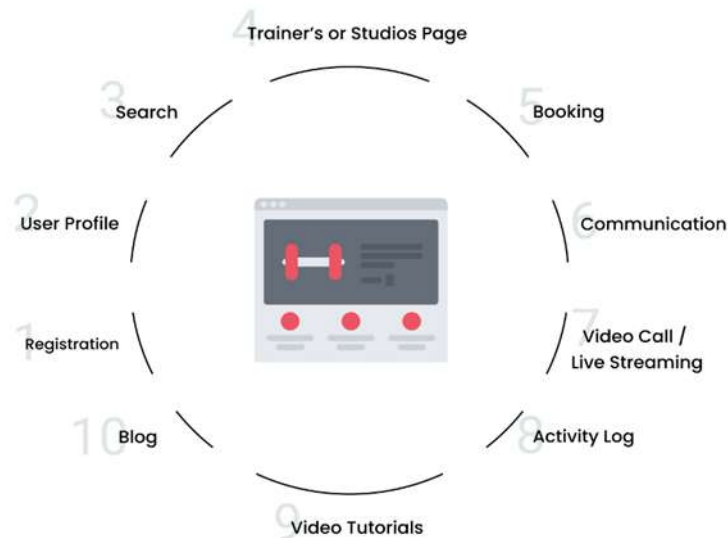 4 Trainer's or Studios Page
3 Search
5 Booking
2 User Profile
6 Communication
1 Registration
7 Video Call /
Live Streaming
10 Blog
8 Activity Log
9 Video Tutorials